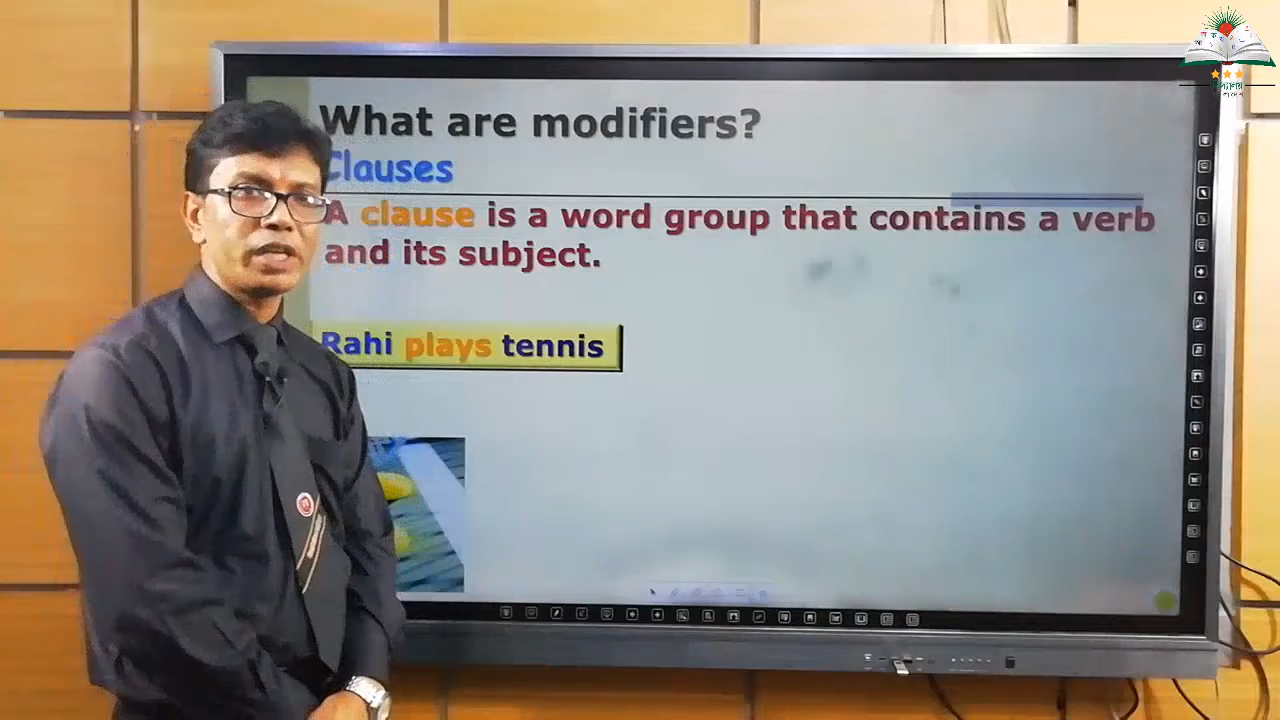 What are modifiers?
Clauses
A clause is a word group that contains a verb
and its subject.
Rahi plays tennis